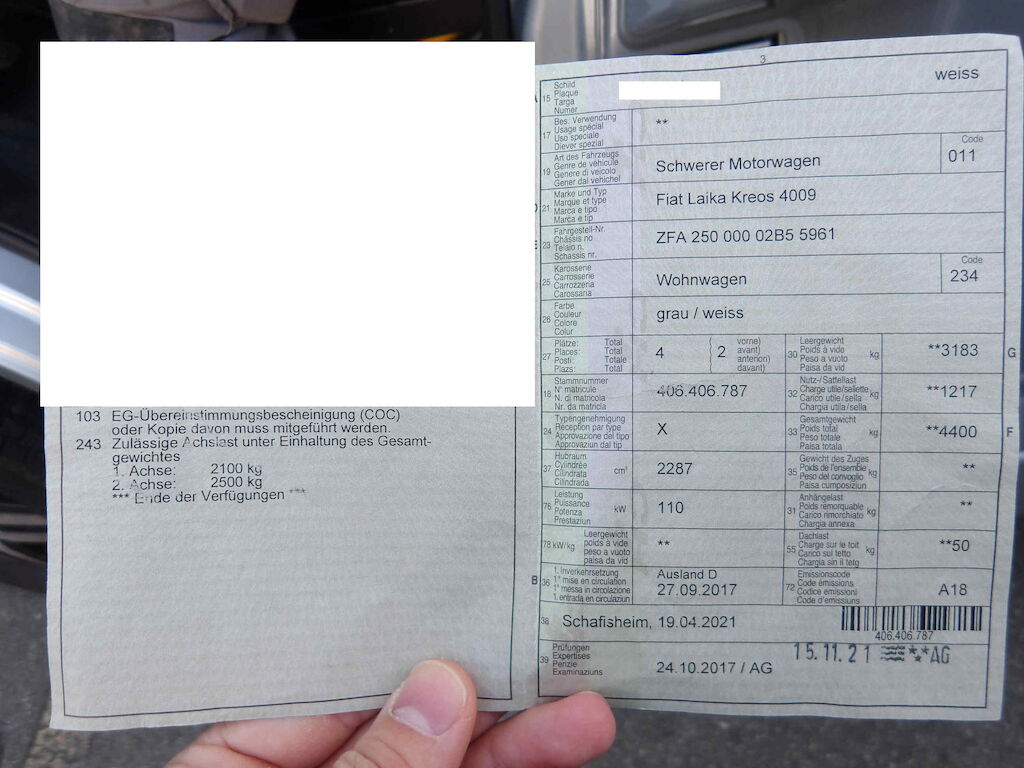 103 EG-Übereinstimmungsbescheinigung (COC)
oder Kopie davon muss mitgeführt werden.
243 Zulässige Achslast unter Einhaltung des Gesamt-
gewichtes
1. Achse: 2100 kg
2. Achse: 2500 kg
*** Ende der Verfügungen ***
3
15 Schild
Plaque
Targa
Numer
weiss
17 Bes. Verwendung
Usage spécial
Uso speciale
Diever spezial
**
19 Art des Fahrzeugs
Genre de véhicule
Genere di veicolo
Gener dal vehichel
Schwerer Motorwagen
Code
011
21 Marke und Typ
Marque et type
Marca e tipo
Marca e tip
Fiat Laika Kreos 4009
E 23 Fahrgestell-Nr.
Châssis no
Telaio n.
Schassis nr.
ZFA 250 000 02B5 5961
25 Karosserie
Carrosserie
Carrozzeria
Carossaria
Wohnwagen
Code
234
26 Farbe
Couleur
Colore
Colur
grau / weiss
27 Plätze: Total
Places: Total
Posti: Totale
Plazs: Total
4
2 vorne)
avant)
anteriori)
davant)
30 Leergewicht
Poids à vide
Peso a vuoto
Paisa da vid
kg
**3183
G
18 Stammnummer
N° matricule
N. di matricola
Nr. da matricla
406.406.787
32 Nutz-/Sattellast
Charge utile/sellette
Carico utile/sella
Chargia utila/sella
kg
**1217
24 Typengenehmigung
Réception par type
Approvazione del tipo
Approvaziun dal tip
X
33 Gesamtgewicht
Poids total
Peso totale
Paisa totala
kg
**4400
F
37 Hubraum
Cylindrée
Cilindrata
Cilindrada
cm³
2287
35 Gewicht des Zuges
Poids de l'ensemble
Peso del convoglio
Paisa cumposiziun
kg
**
76 Leistung
Puissance
Potenza
Prestaziun
kW
110
31 Anhängelast
Poids remorquable
Carico rimorchiato
Chargia annexa
kg
**
78 kW/kg Leergewicht
poids à vide
peso a vuoto
paisa da vid
**
55 Dachlast
Charge sur le toit
Carico sul tetto
Chargia sin il tetg
kg
**50
B 36 1. Inverkehrsetzung
1re mise en circulation
1a messa in circolazione
1. entrada en circulaziun
Ausland D
27.09.2017
72 Emissionscode
Code émissions
Codice emissioni
Code d'emissiuns
A18
38 Schafisheim, 19.04.2021
406.406.787
39 Prüfungen
Expertises
Perizie
Examinaziuns
24.10.2017 / AG
15.11.21 **AG